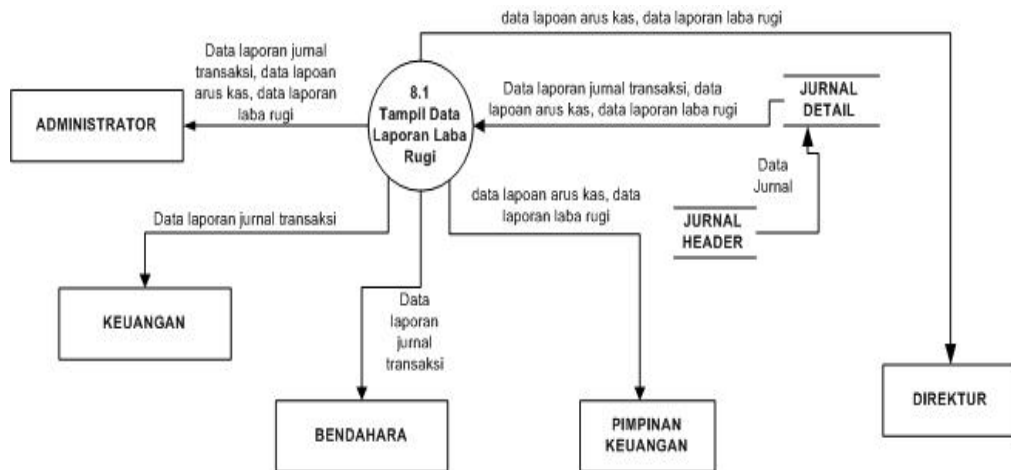 data lapoan arus kas, data laporan laba rugi
Data laporan jurnal
transaksi, data lapoan
arus kas, data laporan
laba rugi
ADMINISTRATOR
8.1
Tampil Data
Laporan Laba
Rugi
Data laporan jurnal transaksi, data
lapoan arus kas, data laporan laba rugi
JURNAL
DETAIL
Data
Jurnal
JURNAL
HEADER
data lapoan arus kas, data
laporan laba rugi
Data laporan jurnal transaksi
KEUANGAN
Data
laporan
jurnal
transaksi
BENDAHARA
PIMPINAN
KEUANGAN
DIREKTUR